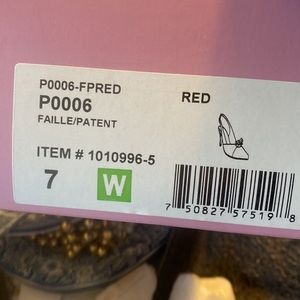 P0006-FPRED
P0006 RED
FAILLE/PATENT
ITEM # 1010996-5
7 W
7 50827 57519 8